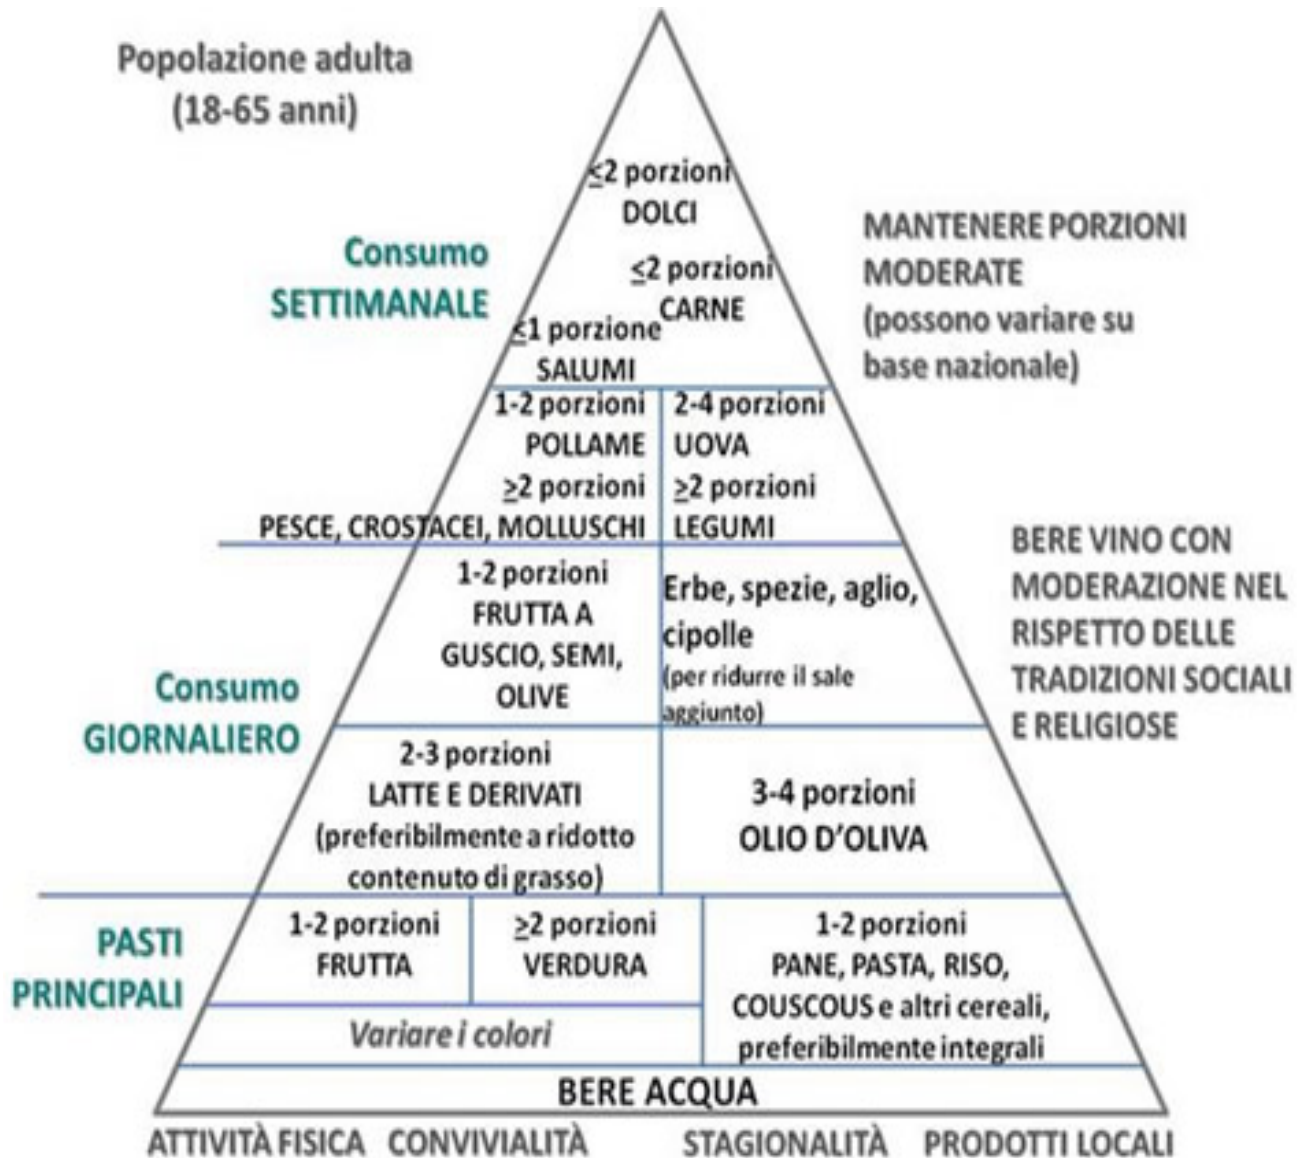 Popolazione adulta
(18-65 anni)
≤2 porzioni
DOLCI
Consumo
SETTIMANALE
≤2 porzioni
CARNE
≤1 porzione
SALUMI
MANTENERE PORZIONI
MODERATE
(possono variare su
base nazionale)
1-2 porzioni
POLLAME
≥2 porzioni
PESCE, CROSTACEI, MOLLUSCHI
2-4 porzioni
UOVA
≥2 porzioni
LEGUMI
BERE VINO CON
MODERAZIONE NEL
RISPETTO DELLE
TRADIZIONI SOCIALI
E RELIGIOSE
Consumo
GIORNALIERO
1-2 porzioni
FRUTTA A
GUSCIO, SEMI,
OLIVE
Erbe, spezie, aglio,
cipolle
(per ridurre il sale
aggiunto)
2-3 porzioni
LATTE E DERIVATI
(preferibilmente a ridotto
contenuto di grasso)
3-4 porzioni
OLIO D'OLIVA
PASTI
PRINCIPALI
1-2 porzioni
FRUTTA
≥2 porzioni
VERDURA
Variare i colori
1-2 porzioni
PANE, PASTA, RISO,
COUSCOUS e altri cereali,
preferibilmente integrali
BERE ACQUA
ATTIVITÀ FISICA CONVIVIALITÀ STAGIONALITÀ PRODOTTI LOCALI